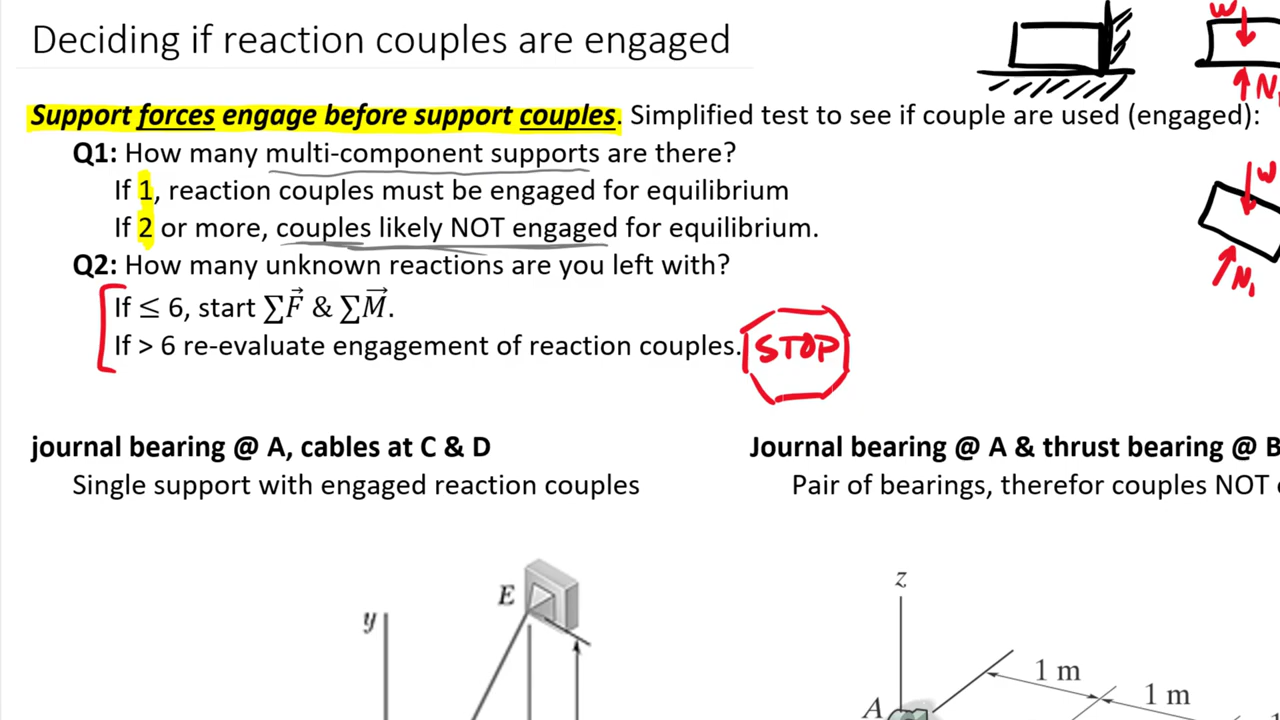 Deciding if reaction couples are engaged
W
N₁
Support forces engage before support couples. Simplified test to see if couple are used (engaged):
Q1: How many multi-component supports are there?
If 1, reaction couples must be engaged for equilibrium
If 2 or more, couples likely NOT engaged for equilibrium.
W
N₁
Q2: How many unknown reactions are you left with?
If ≤ 6, start ∑F⃗ & ∑M⃗.
If > 6 re-evaluate engagement of reaction couples.
STOP
journal bearing @ A, cables at C & D
Single support with engaged reaction couples
E
y
Journal bearing @ A & thrust bearing @ B
Pair of bearings, therefor couples NOT
z
1 m
1 m
A